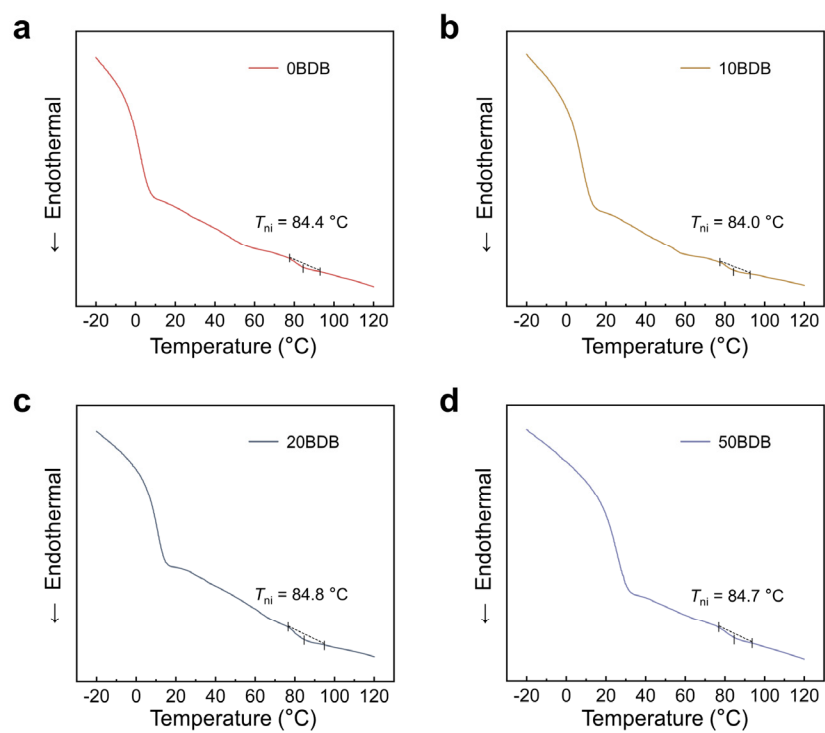 a
0BDB
← Endothermal
Tni = 84.4 °C
-20 0 20 40 60 80 100 120
Temperature (°C)
b
10BDB
← Endothermal
Tni = 84.0 °C
-20 0 20 40 60 80 100 120
Temperature (°C)
c
20BDB
← Endothermal
Tni = 84.8 °C
-20 0 20 40 60 80 100 120
Temperature (°C)
d
50BDB
← Endothermal
Tni = 84.7 °C
-20 0 20 40 60 80 100 120
Temperature (°C)